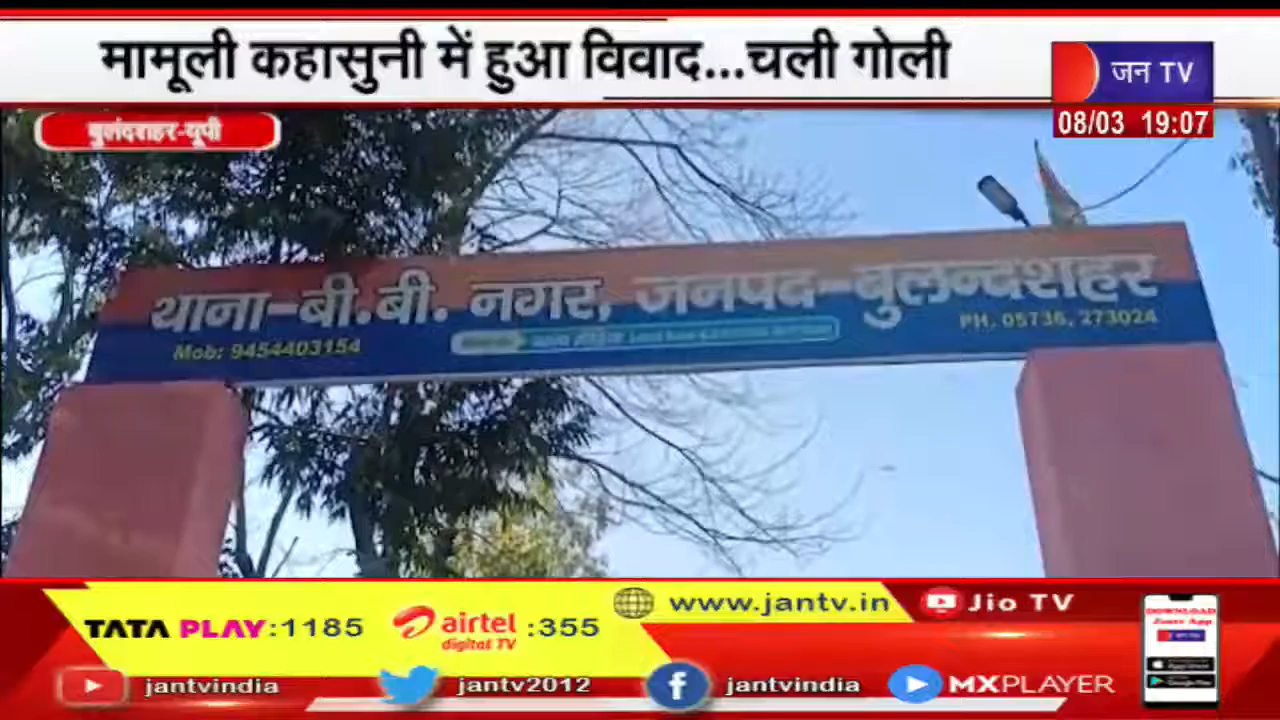 मामूली कहासुनी में हुआ विवाद...चली गोली
जन TV
08/03 19:07
बुलंदशहर-यूपी
थाना-बी.बी. नगर, जनपद-बुलन्दशहर
Mob: 9454403154
PH. 05736, 273024
TATA PLAY:1185
airtel digital TV :355
www.jantv.in
Jio TV
DOWNLOAD
jantvindia
jantv2012
jantvindia
MXPLAYER